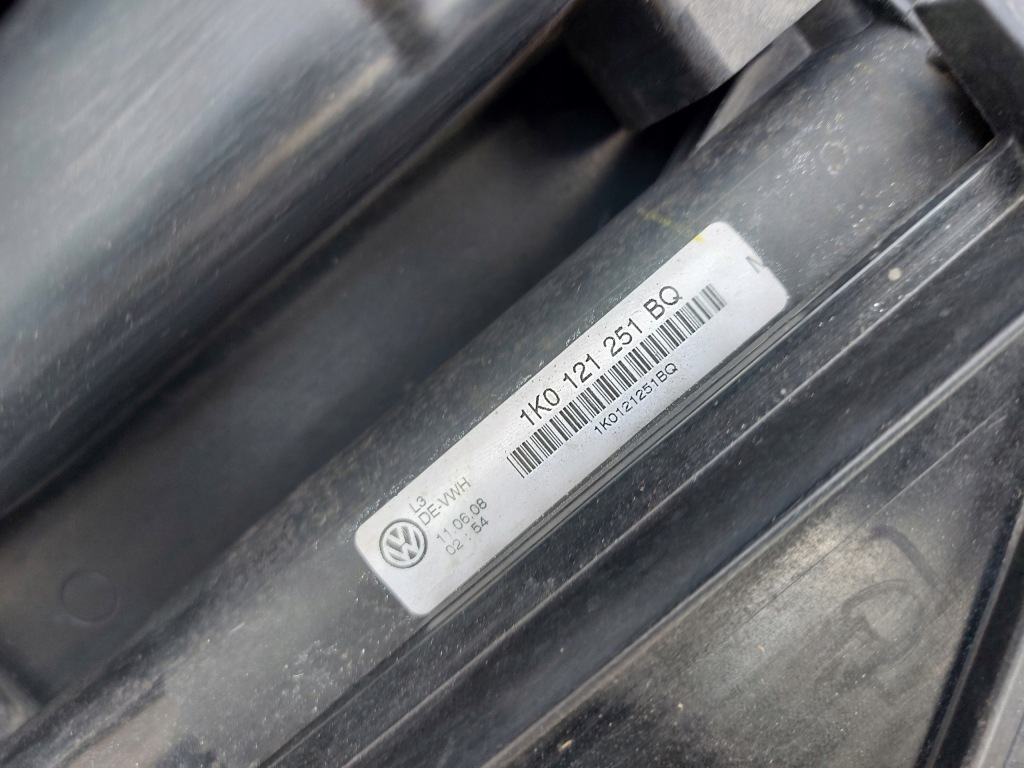 1K0 121 251 BQ
1K0121251BQ
L3
DE-VWH
11.06.08
02 : 54